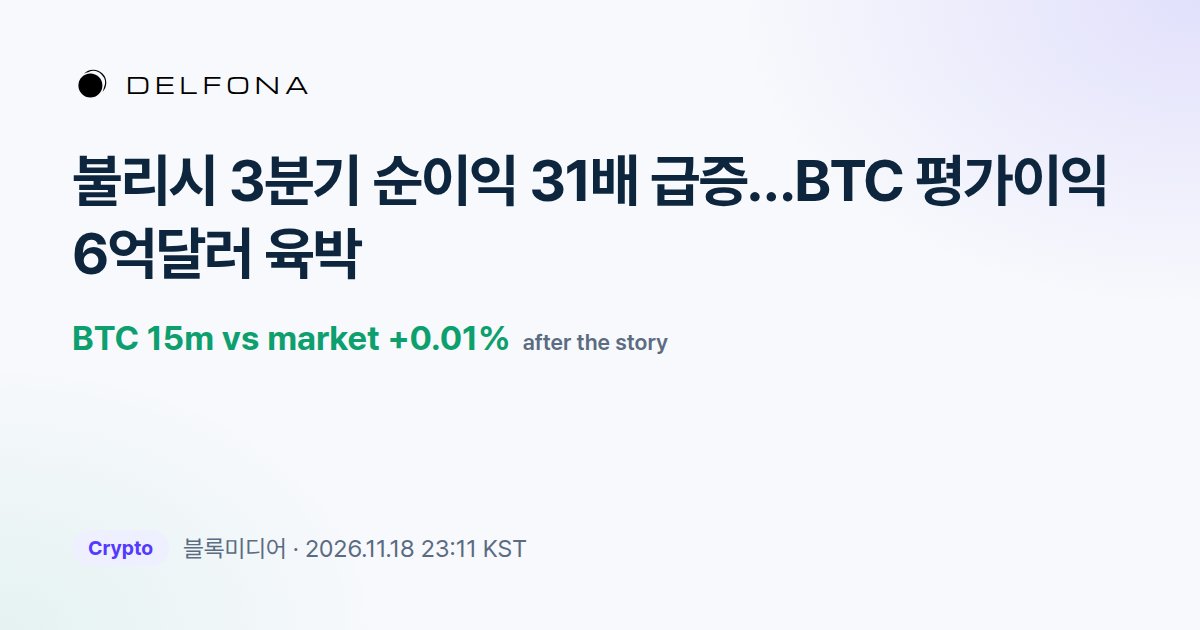 DELFONA
불리시 3분기 순이익 31배 급증...BTC 평가이익
6억달러 육박
BTC 15m vs market +0.01% after the story
Crypto 블록미디어 · 2026.11.18 23:11 KST